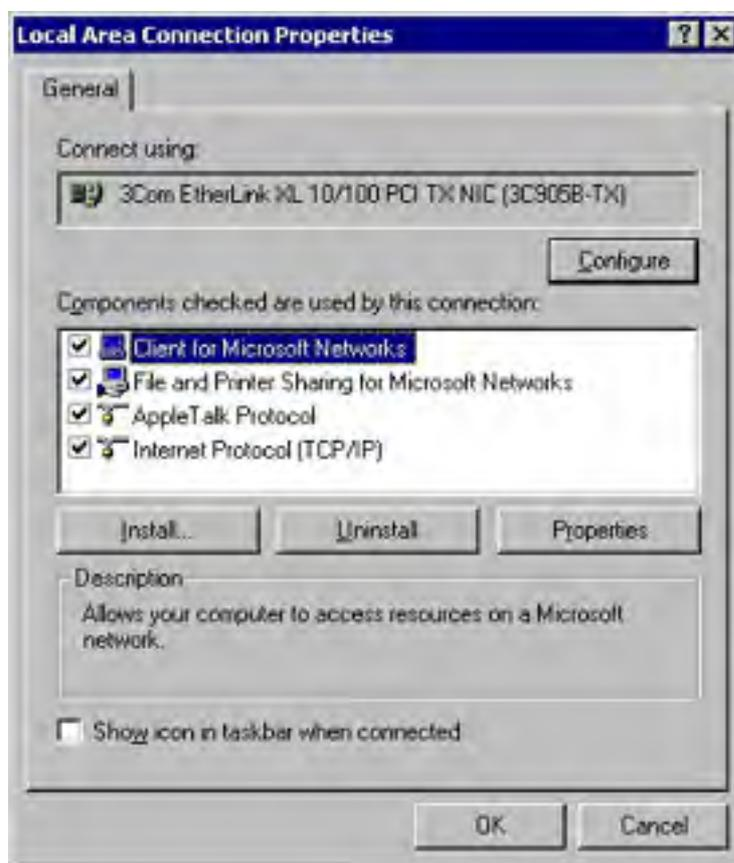 Local Area Connection Properties
General
Connect using:
3Com EtherLink XL 10/100 PCI TX NIC (3C905B-TX)
Configure
Components checked are used by this connection:
Client for Microsoft Networks
File and Printer Sharing for Microsoft Networks
AppleTalk Protocol
Internet Protocol (TCP/IP)
Install... Uninstall Properties
Description
Allows your computer to access resources on a Microsoft
network.
Show icon in taskbar when connected
OK Cancel